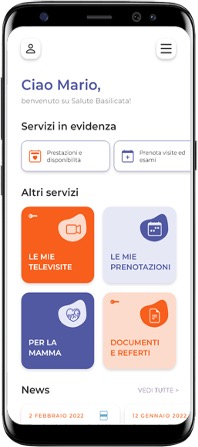 Ciao Mario,
benvenuto su Salute Basilicata!
Servizi in evidenza
Prestazioni e
disponibilità
Prenota visite ed
esami
Altri servizi
LE MIE
TELEVISITE
LE MIE
PRENOTAZIONI
PER LA
MAMMA
DOCUMENTI
E REFERTI
News
VEDI TUTTE >
2 FEBBRAIO 2022
12 GENNAIO 2022